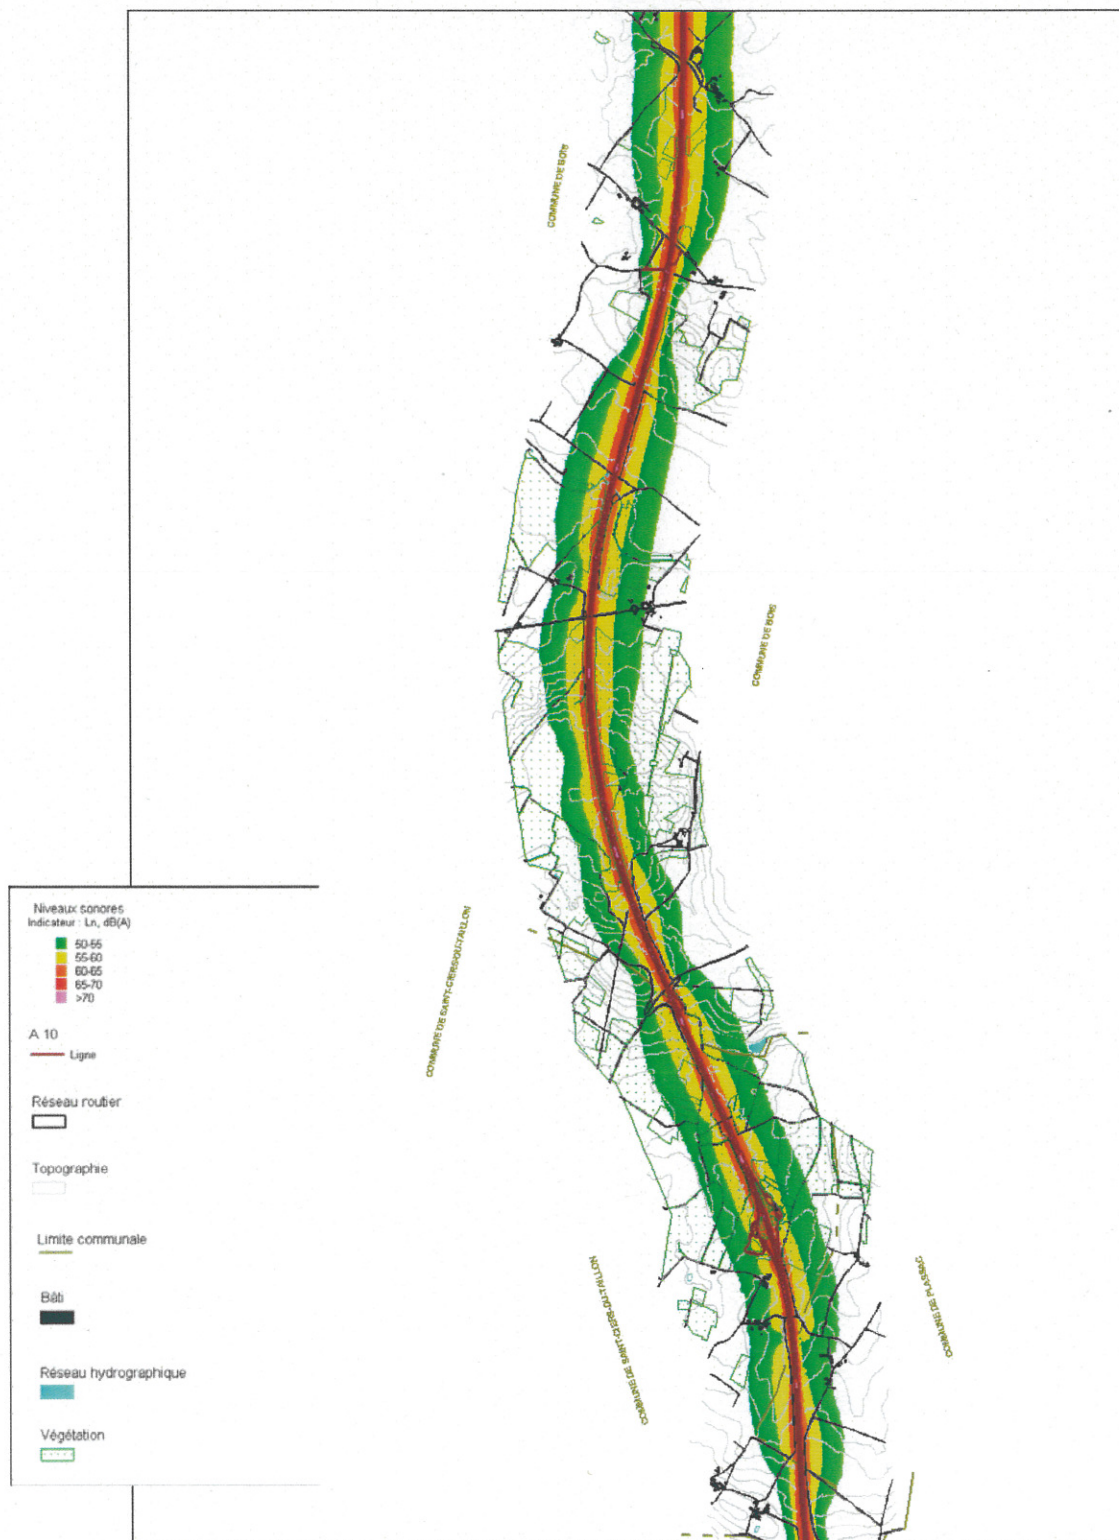 COMMUNE DE BOIS
COMMUNE DE BOIS
COMMUNE DE SAINT-CIERS-DU-TAILLON
COMMUNE DE SAINT-CIERS-DU-TAILLON
COMMUNE DE PLASSAC
Niveaux sonores
Indicateur : Ln, dB(A)
50-55
55-60
60-65
65-70
>70
A 10
Ligne
Réseau routier
Topographie
Limite communale
Bâti
Réseau hydrographique
Végétation